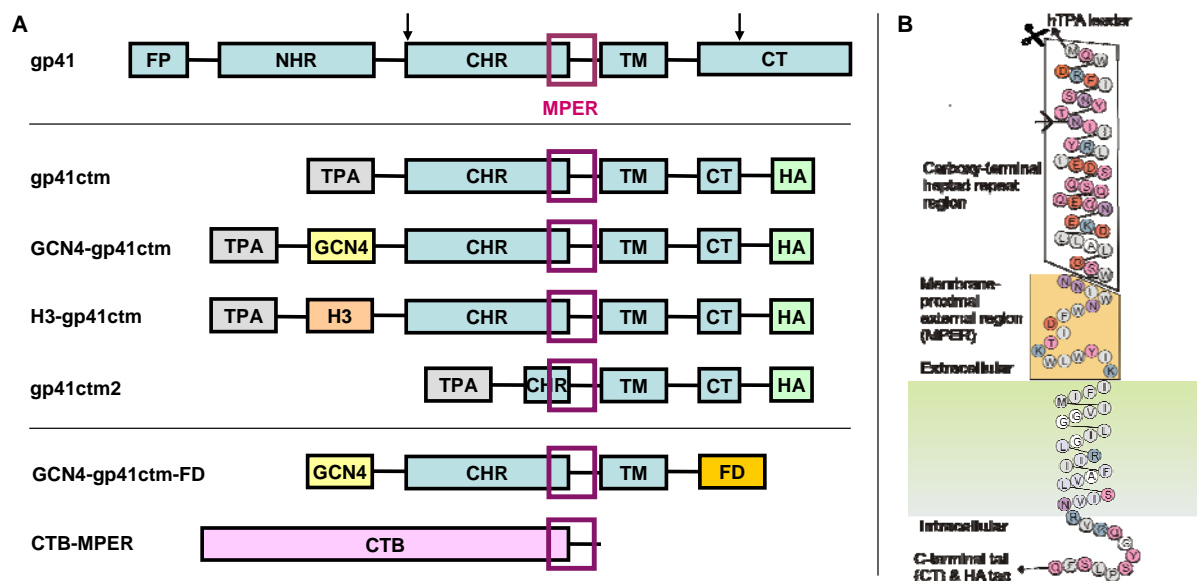 A
gp41
FP
NHR
CHR
TM
CT
MPER
gp41ctm
TPA
CHR
TM
CT
HA
GCN4-gp41ctm
TPA
GCN4
CHR
TM
CT
HA
H3-gp41ctm
TPA
H3
CHR
TM
CT
HA
gp41ctm2
TPA
CHR
TM
CT
HA
GCN4-gp41ctm-FD
GCN4
CHR
TM
FD
CTB-MPER
CTB
B
hTPA leader
M Q W
D R F I
S N Y
T N I I
Y R L
I E D S
Q S Q
Q E Q N
E K D
L L A L
D S W
Carboxy-terminal
heptad repeat
region
N N I W
D F W N
T I
K W L W Y I K
Membrane-
proximal
external region
(MPER)
Extracellular
M I F I
G G V I
L G I L
I I R
L V A F
N V I S
Intracellular
R V K Q G Y
Q F S L P S
C-terminal tail
(CT) & HA tag